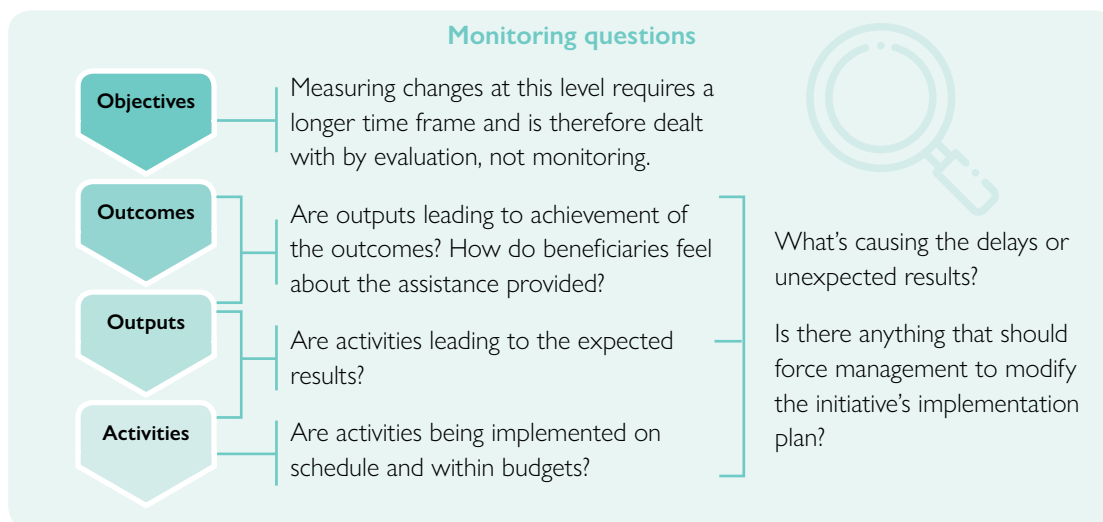 Monitoring questions
Objectives
Measuring changes at this level requires a
longer time frame and is therefore dealt
with by evaluation, not monitoring.
Outcomes
Are outputs leading to achievement of
the outcomes? How do beneficiaries feel
about the assistance provided?
Outputs
Are activities leading to the expected
results?
Activities
Are activities being implemented on
schedule and within budgets?
What’s causing the delays or
unexpected results?
Is there anything that should
force management to modify
the initiative’s implementation
plan?